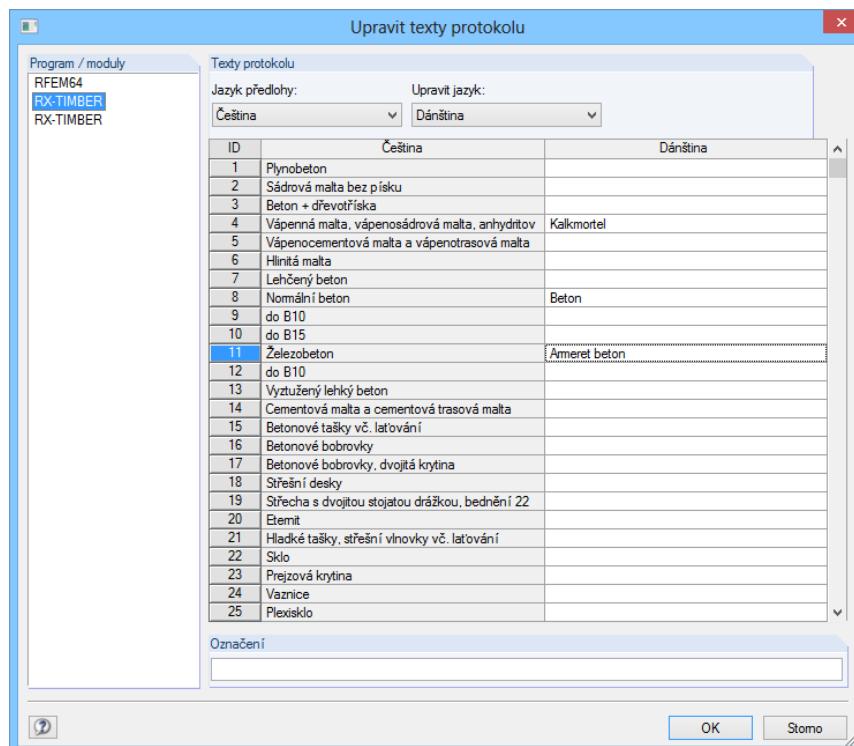 Upravit texty protokolu
Program / moduly
RFEM64
RX-TIMBER
RX-TIMBER
Texty protokolu
Jazyk předlohy: Upravit jazyk:
Čeština Dánština
ID Čeština Dánština
1 Plynobeton
2 Sádrová malta bez písku
3 Beton + dřevotříska
4 Vápenná malta, vápenosádrová malta, anhydritov Kalkmortel
5 Vápenocementová malta a vápenotrasová malta
6 Hlinitá malta
7 Lehčený beton
8 Normální beton Beton
9 do B10
10 do B15
11 Železobeton Armeret beton
12 do B10
13 Vyztužený lehký beton
14 Cementová malta a cementová trasová malta
15 Betonové tašky vč. laťování
16 Betonové bobrovky
17 Betonové bobrovky, dvojitá krytina
18 Střešní desky
19 Střecha s dvojitou stojatou drážkou, bednění 22
20 Eternit
21 Hladké tašky, střešní vlnovky vč. laťování
22 Sklo
23 Prejzová krytina
24 Vaznice
25 Plexisklo
Označení
OK Storno